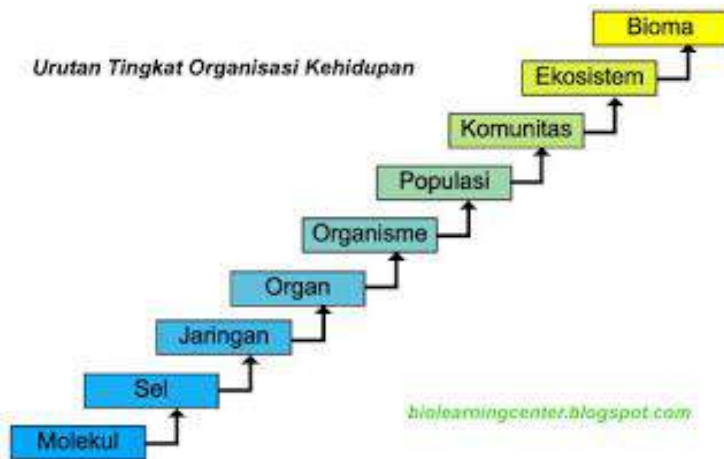 Bioma
Urutan Tingkat Organisasi Kehidupan
Ekosistem
Komunitas
Populasi
Organisme
Organ
Jaringan
Sel
biolearningcenter.blogspot.com
Molekul